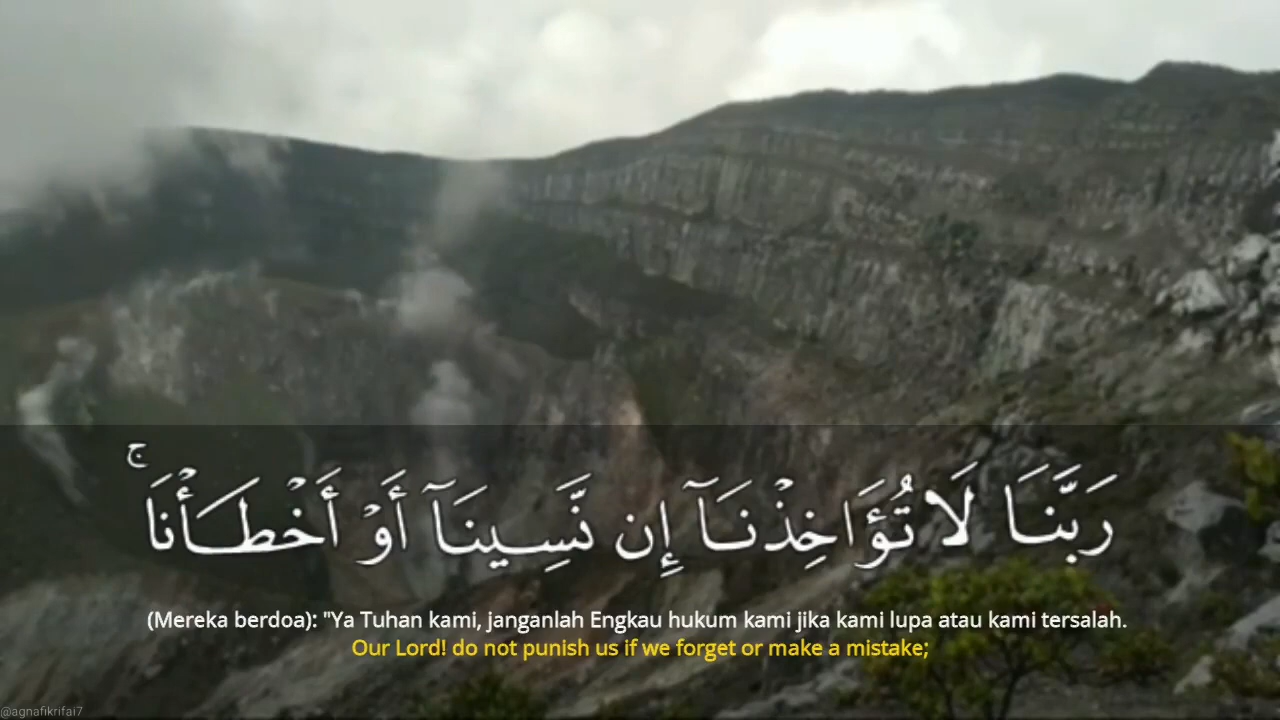 رَبَّنَا لَا تُؤَاخِذْنَآ إِن نَّسِينَآ أَوْ أَخْطَأْنَا ۚ
(Mereka berdoa): "Ya Tuhan kami, janganlah Engkau hukum kami jika kami lupa atau kami tersalah.
Our Lord! do not punish us if we forget or make a mistake;
@agnafikrifai7